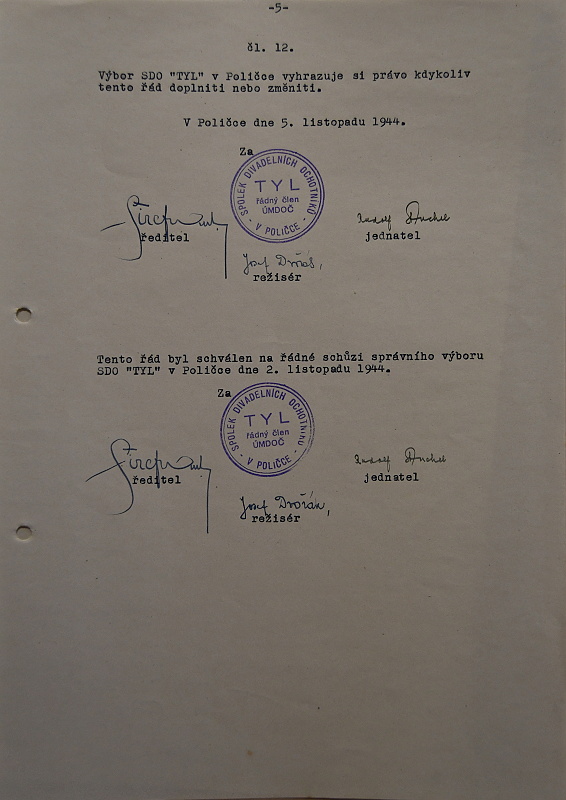 -5-
čl. 12.
Výbor SDO "TYL" v Poličce vyhrazuje si právo kdykoliv
tento řád doplniti nebo změniti.
V Poličce dne 5. listopadu 1944.
Za
SPOLEK DIVADELNÍCH OCHOTNÍKŮ
TYL
řádný člen
ÚMDOČ
- V POLIČCE -
Rudolf
ředitel
jednatel
Josef Dvořák,
režisér
Tento řád byl schválen na řádné schůzi správního výboru
SDO "TYL" v Poličce dne 2. listopadu 1944.
Za
SPOLEK DIVADELNÍCH OCHOTNÍKŮ
TYL
řádný člen
ÚMDOČ
- V POLIČCE -
Rudolf
ředitel
jednatel
Josef Dvořák,
režisér